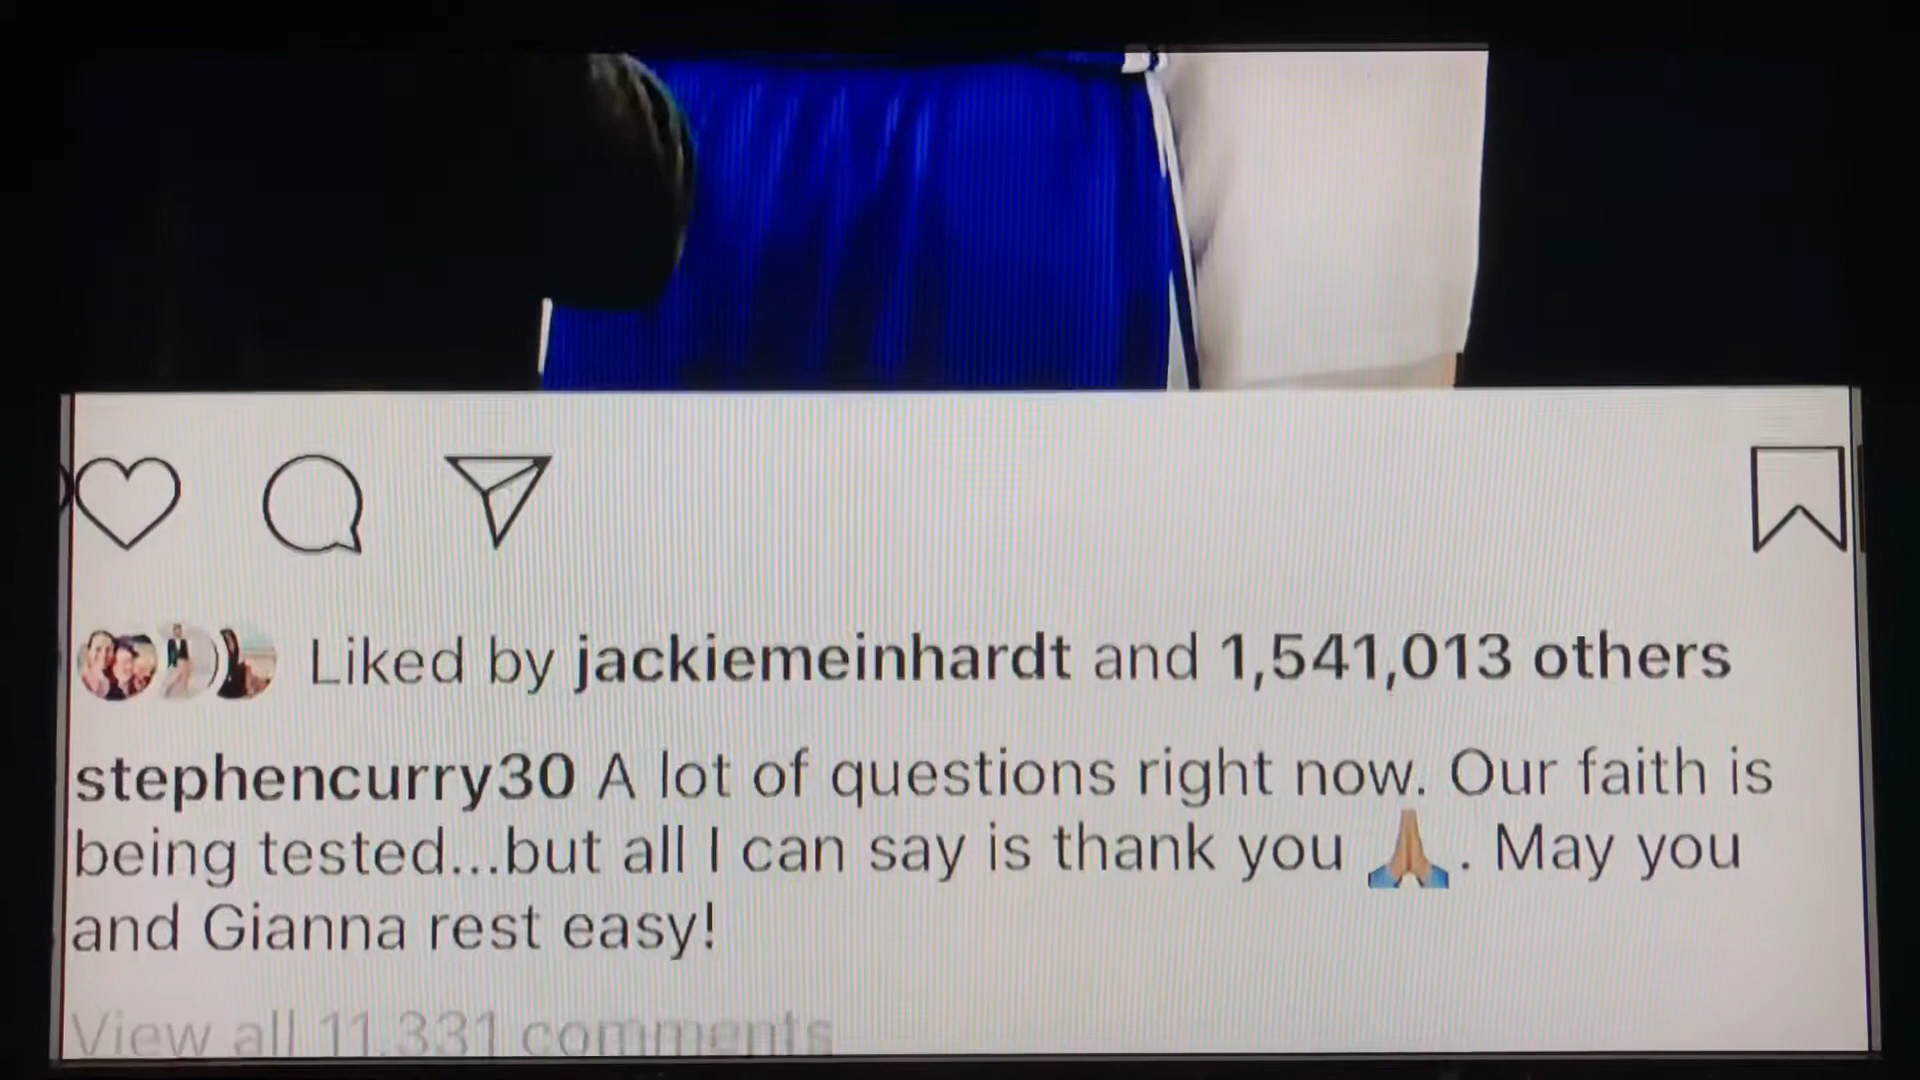 Liked by jackiemeinhardt and 1,541,013 others
stephencurry30 A lot of questions right now. Our faith is
being tested...but all I can say is thank you 🙏🏼. May you
and Gianna rest easy!
View all 11,331 comments